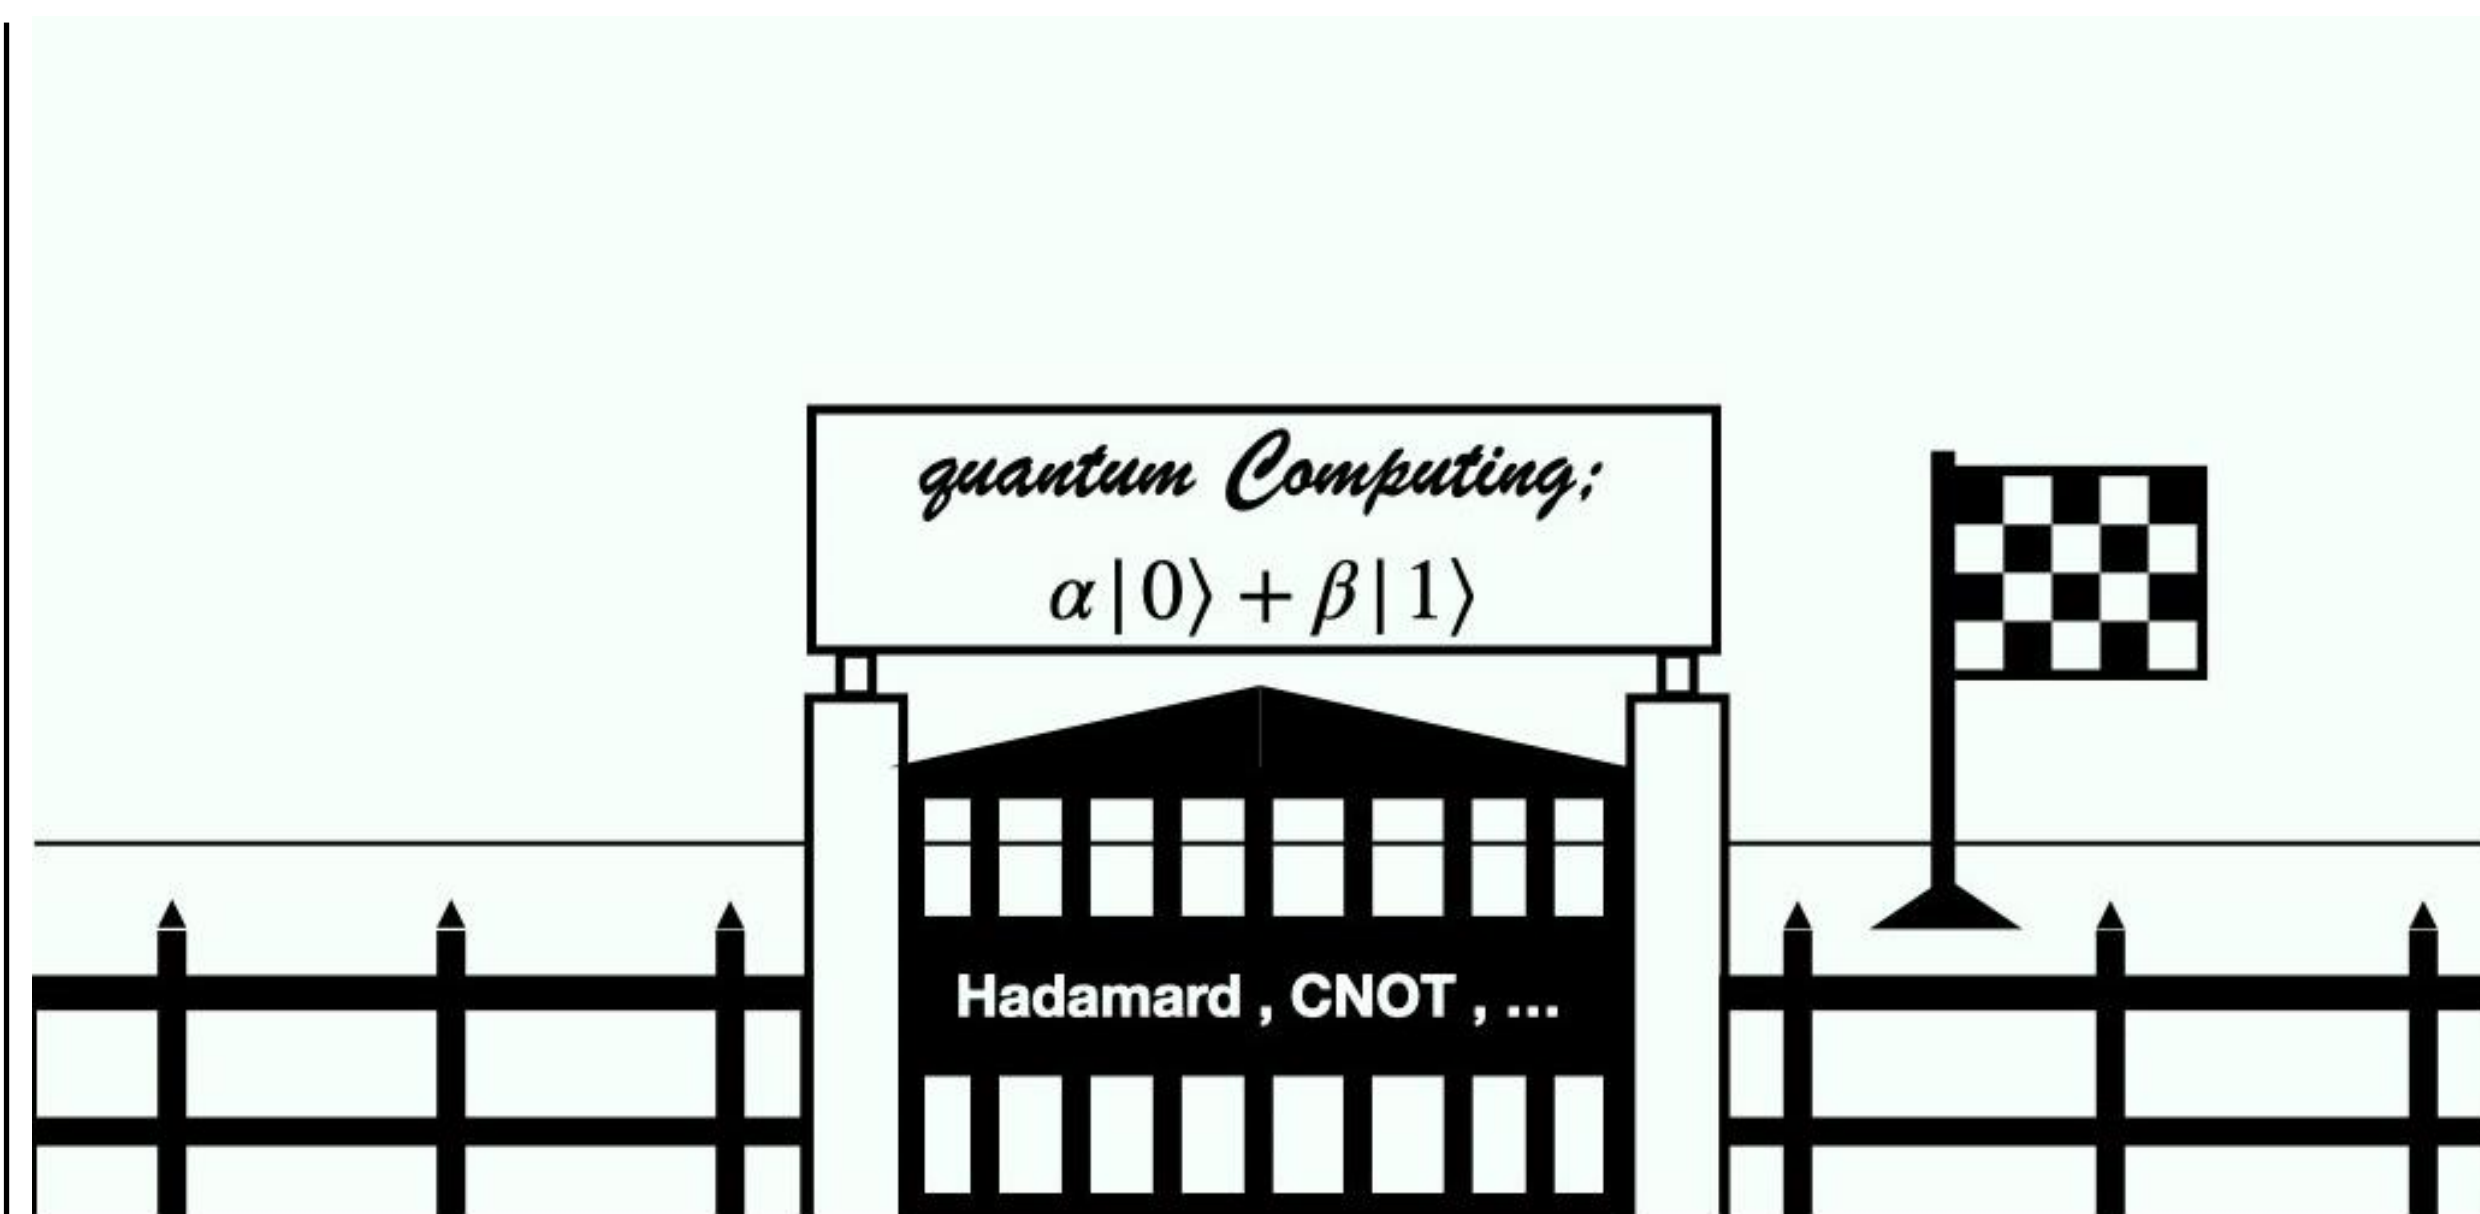 quantum Computing;
α|0⟩ + β|1⟩
Hadamard , CNOT , ...